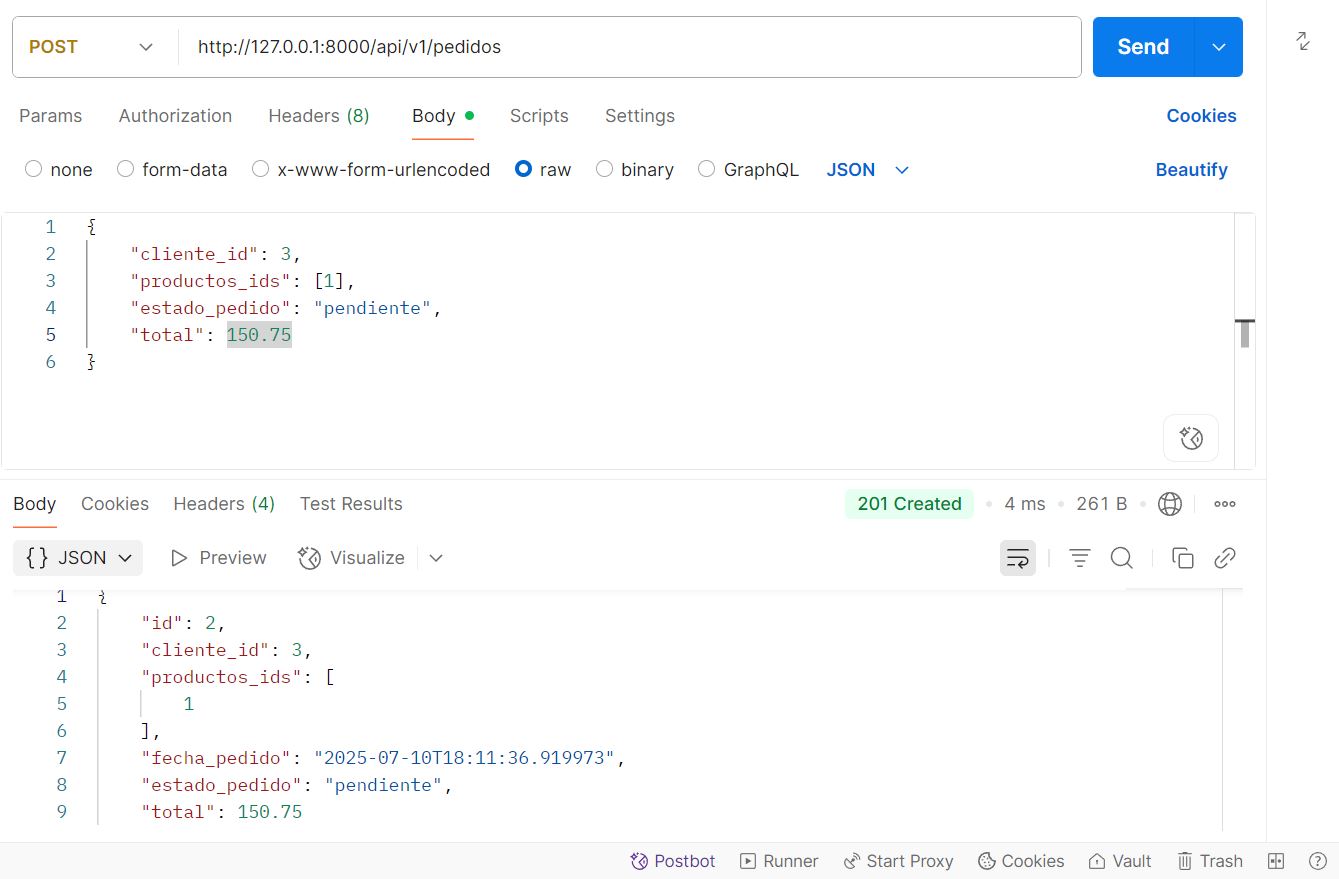 POST http://127.0.0.1:8000/api/v1/pedidos Send
Params Authorization Headers (8) Body Scripts Settings Cookies
none form-data x-www-form-urlencoded raw binary GraphQL JSON Beautify
1 {
2 "cliente_id": 3,
3 "productos_ids": [1],
4 "estado_pedido": "pendiente",
5 "total": 150.75
6 }
Body Cookies Headers (4) Test Results 201 Created 4 ms 261 B
{} JSON Preview Visualize
1 {
2 "id": 2,
3 "cliente_id": 3,
4 "productos_ids": [
5 1
6 ],
7 "fecha_pedido": "2025-07-10T18:11:36.919973",
8 "estado_pedido": "pendiente",
9 "total": 150.75
Postbot Runner Start Proxy Cookies Vault Trash